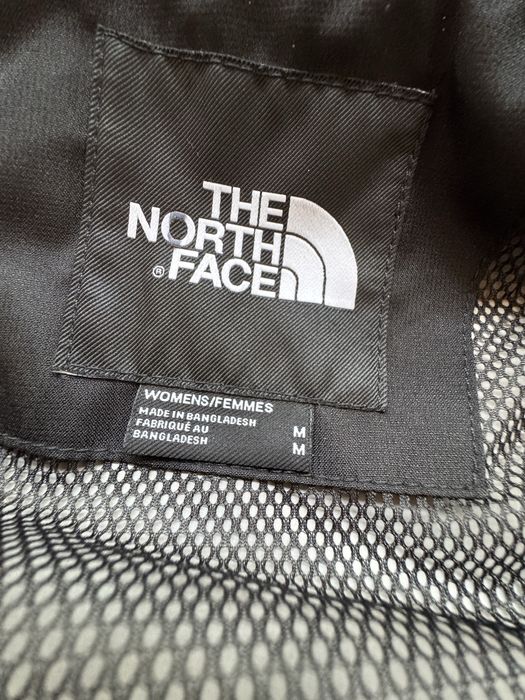 THE
NORTH
® FACE
WOMENS/FEMMES
MADE IN BANGLADESH M
FABRIQUÉ AU
BANGLADESH M